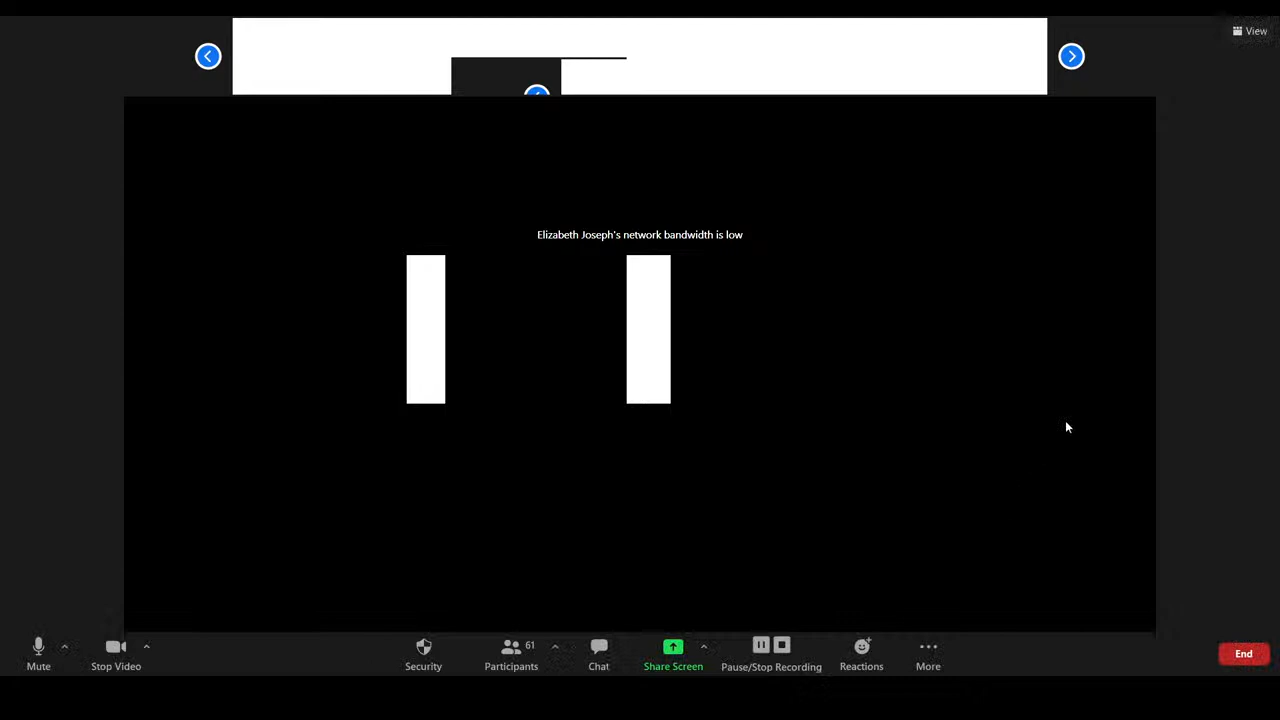 View
Elizabeth Joseph's network bandwidth is low
61
Mute
Stop Video
Security
Participants
Chat
Share Screen
Pause/Stop Recording
Reactions
More
End